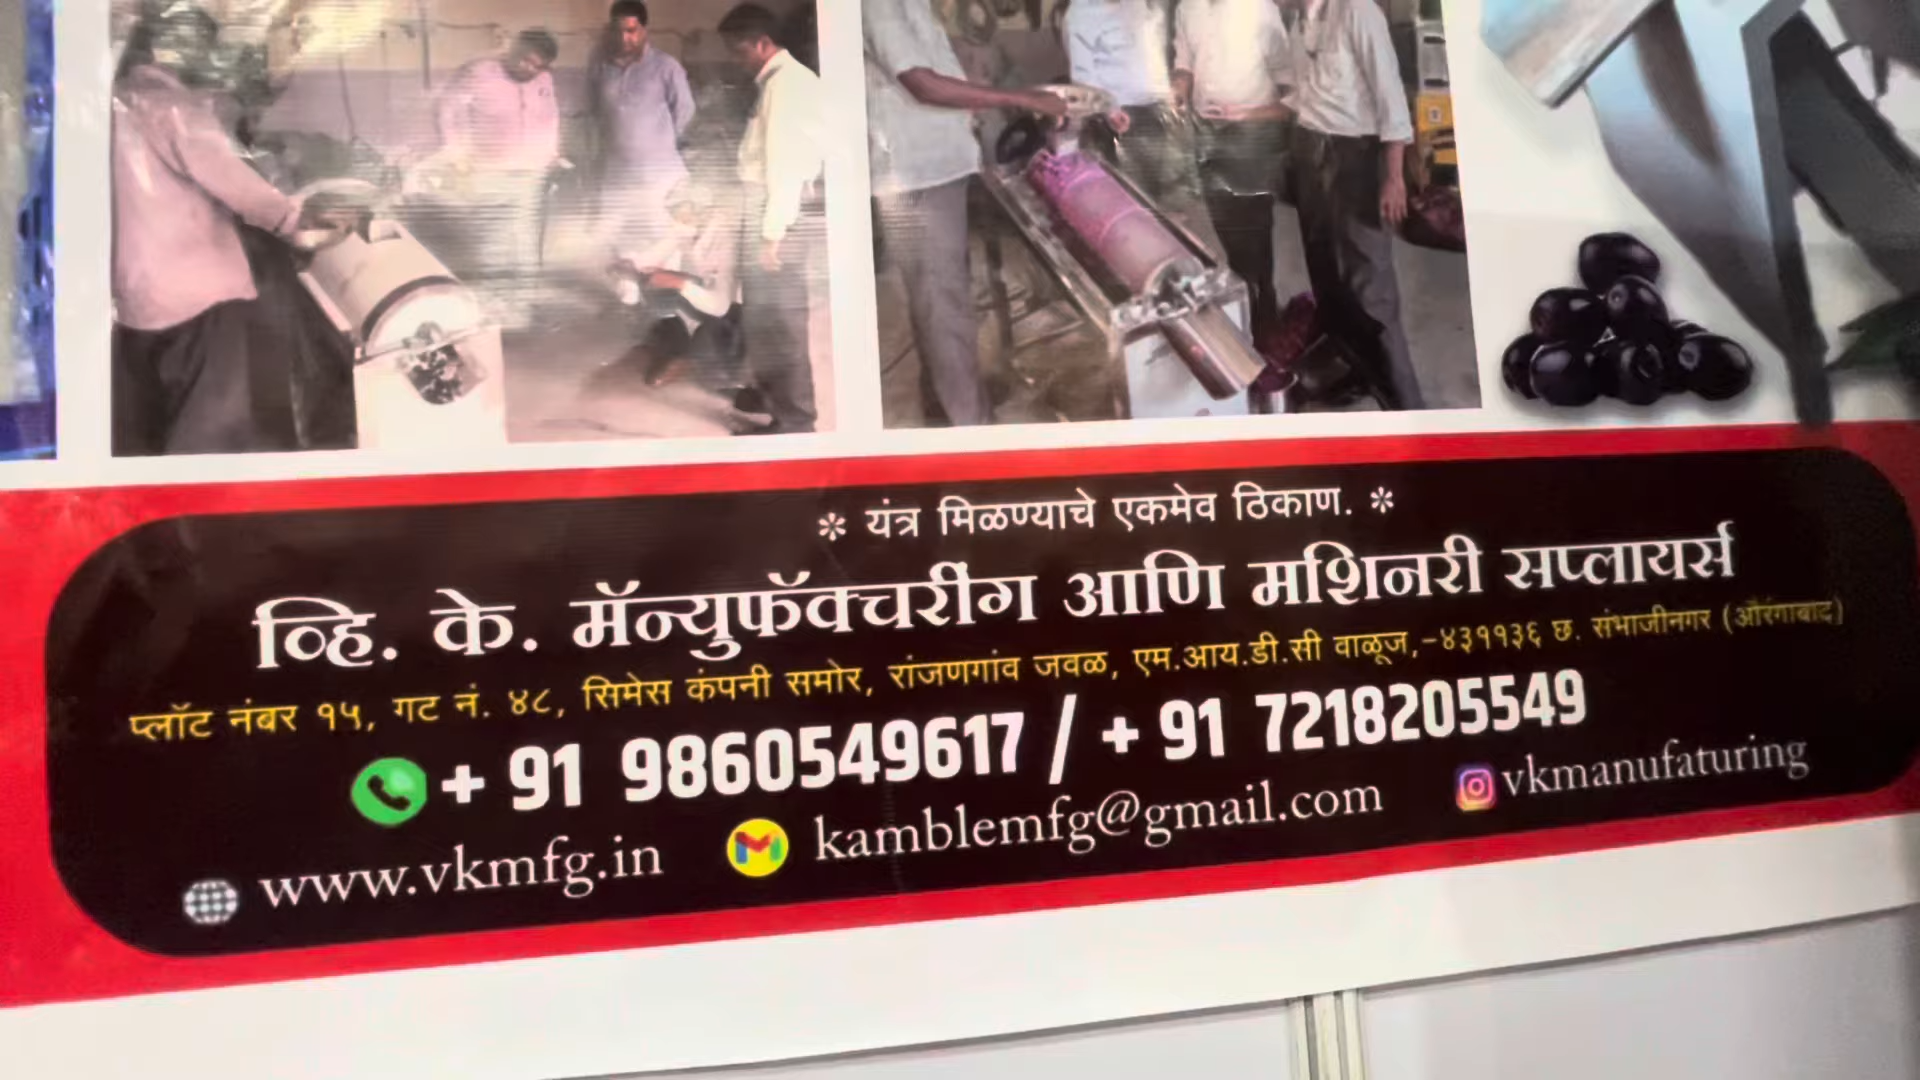 * यंत्र मिळण्याचे एकमेव ठिकाण. *
व्हि. के. मॅन्युफॅक्चरींग आणि मशिनरी सप्लायर्स
प्लॉट नंबर १५, गट नं. ४८, सिमेस कंपनी समोर, रांजणगांव जवळ, एम.आय.डी.सी वाळूज,-४३११३६ छ. संभाजीनगर (औरंगाबाद)
+ 91 9860549617 / + 91 7218205549
www.vkmfg.in kamblemfg@gmail.com vkmanufaturing